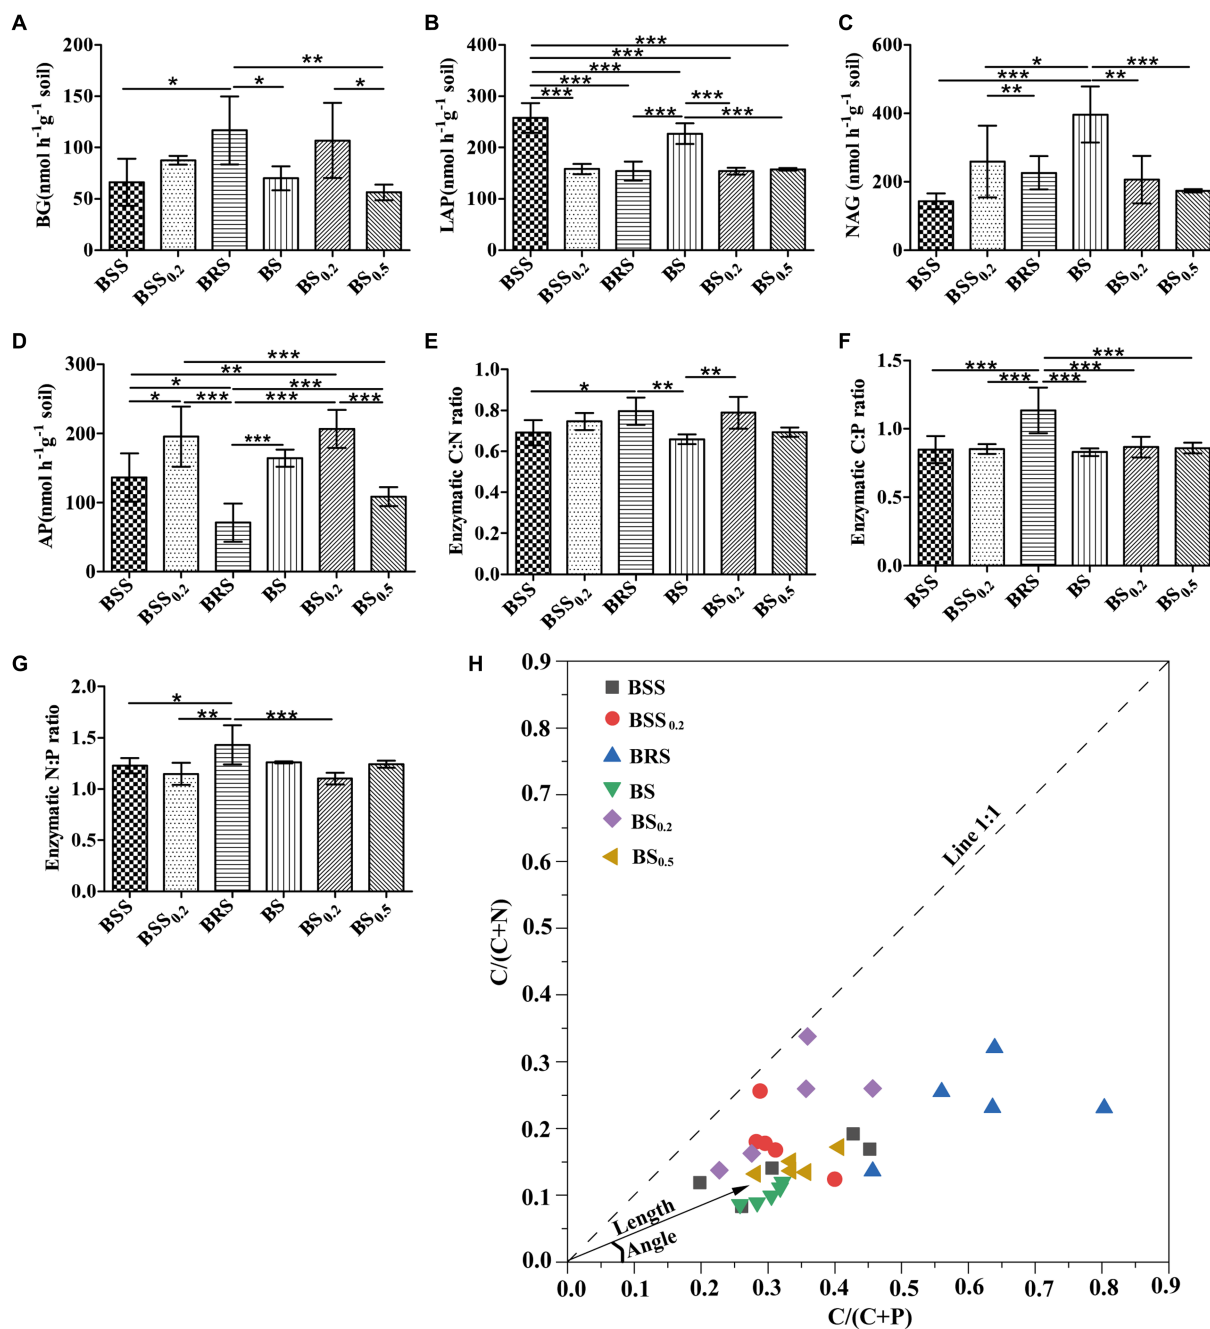 A
BG(nmol h⁻¹g⁻¹ soil)
200
150
100
50
0
* * ** *
BSS BSS0.2 BRS BS BS0.2 BS0.5
B
LAP(nmol h⁻¹g⁻¹ soil)
400
300
200
100
0
***
***
***
***
*** *** *** ***
BSS BSS0.2 BRS BS BS0.2 BS0.5
C
NAG (nmol h⁻¹g⁻¹ soil)
600
400
200
0
* ***
*** **
**
BSS BSS0.2 BRS BS BS0.2 BS0.5
D
AP(nmol h⁻¹g⁻¹ soil)
300
200
100
0
***
**
* ***
* *** *** ***
***
BSS BSS0.2 BRS BS BS0.2 BS0.5
E
Enzymatic C:N ratio
1.0
0.8
0.6
0.4
0.2
0.0
* ** **
BSS BSS0.2 BRS BS BS0.2 BS0.5
F
Enzymatic C:P ratio
1.5
1.0
0.5
0.0
***
*** ***
*** ***
BSS BSS0.2 BRS BS BS0.2 BS0.5
G
Enzymatic N:P ratio
2.0
1.5
1.0
0.5
0.0
*
** ***
BSS BSS0.2 BRS BS BS0.2 BS0.5
H
C/(C+N)
0.9
0.8
0.7
0.6
0.5
0.4
0.3
0.2
0.1
0.0
BSS
BSS0.2
BRS
BS
BS0.2
BS0.5
Line 1:1
Length
Angle
0.0 0.1 0.2 0.3 0.4 0.5 0.6 0.7 0.8 0.9
C/(C+P)